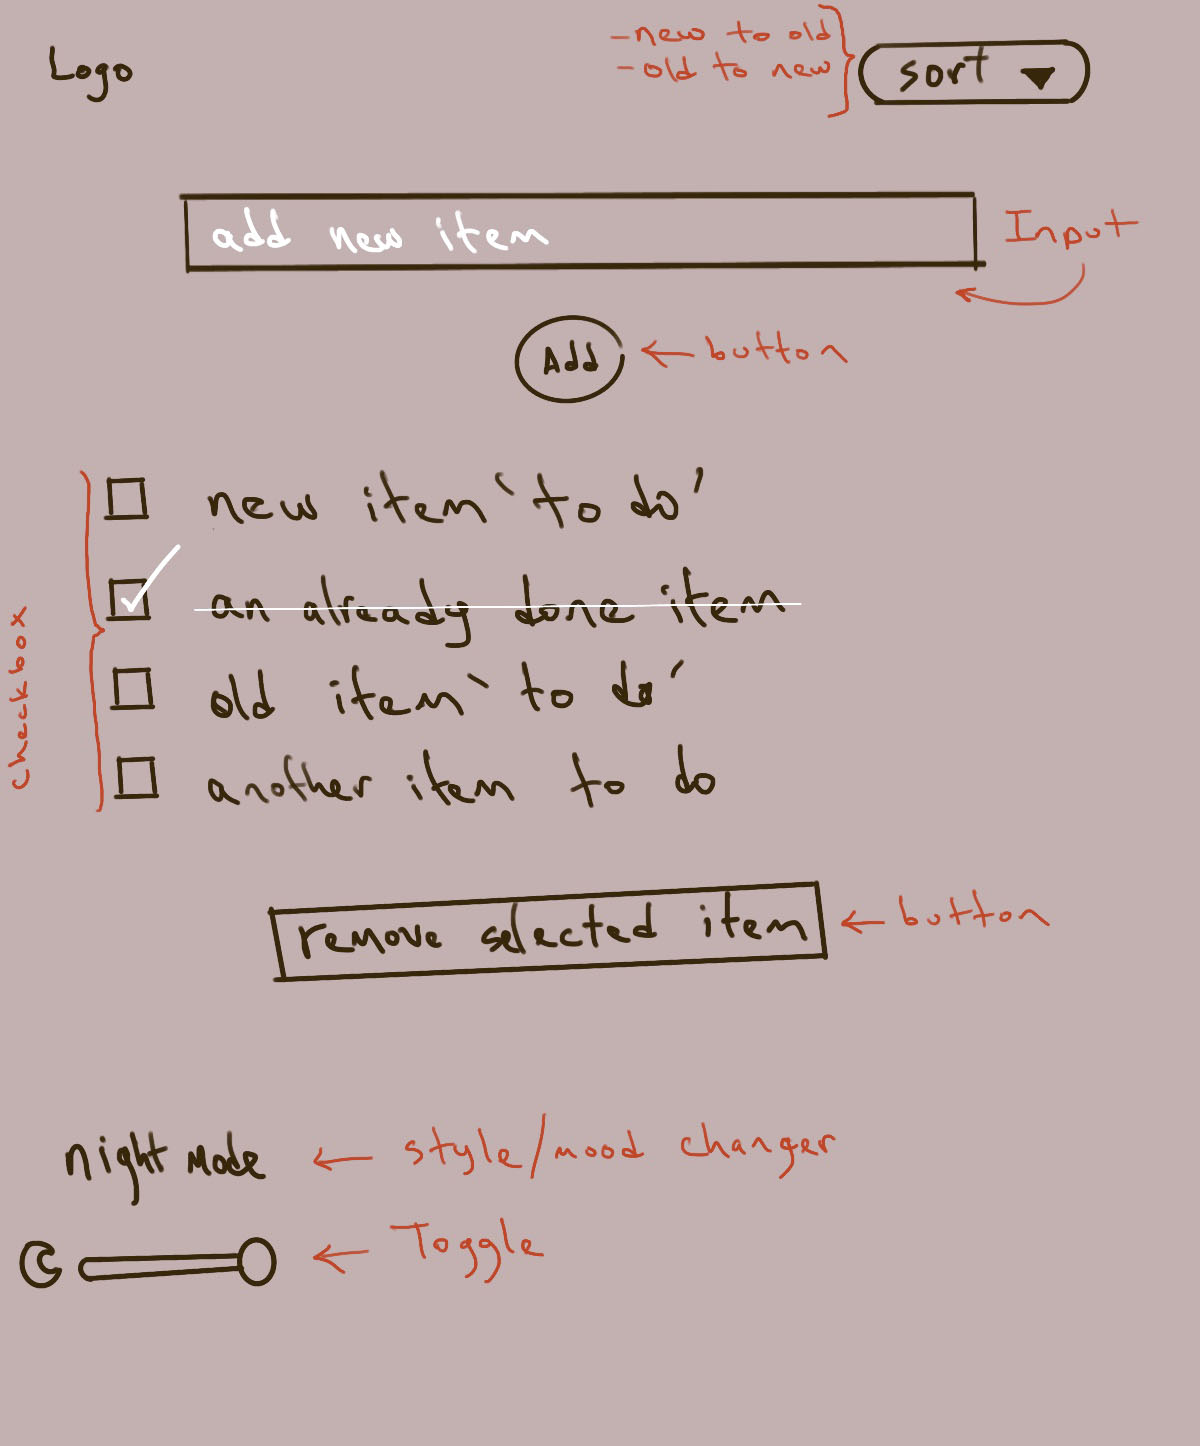 -new to old
Logo
-old to new
sort
add new item
Input
Add
button
new item 'to do'
an already done item
old item 'to do'
another item to do
checkbox
remove selected item
button
night Mode
style/mood changer
Toggle